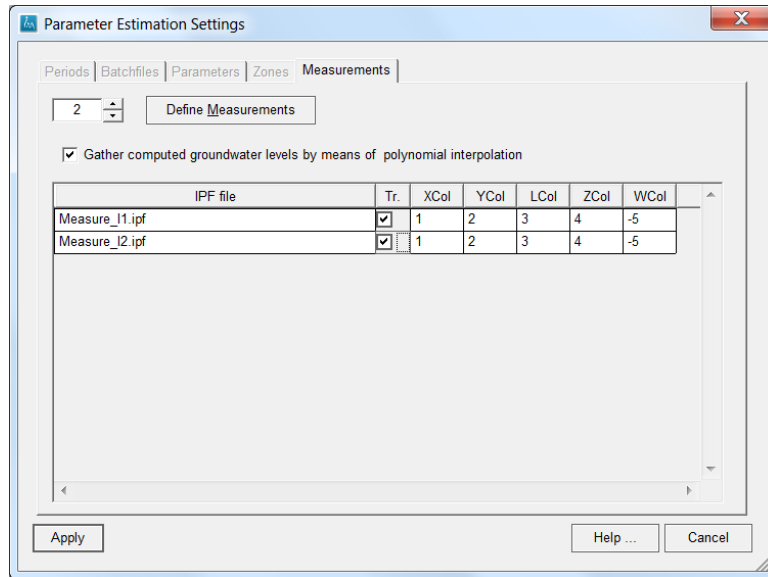 Parameter Estimation Settings
Periods Batchfiles Parameters Zones Measurements
2 Define Measurements
Gather computed groundwater levels by means of polynomial interpolation
IPF file Tr. XCol YCol LCol ZCol WCol
Measure_l1.ipf 1 2 3 4 -5
Measure_l2.ipf 1 2 3 4 -5
Apply Help ... Cancel